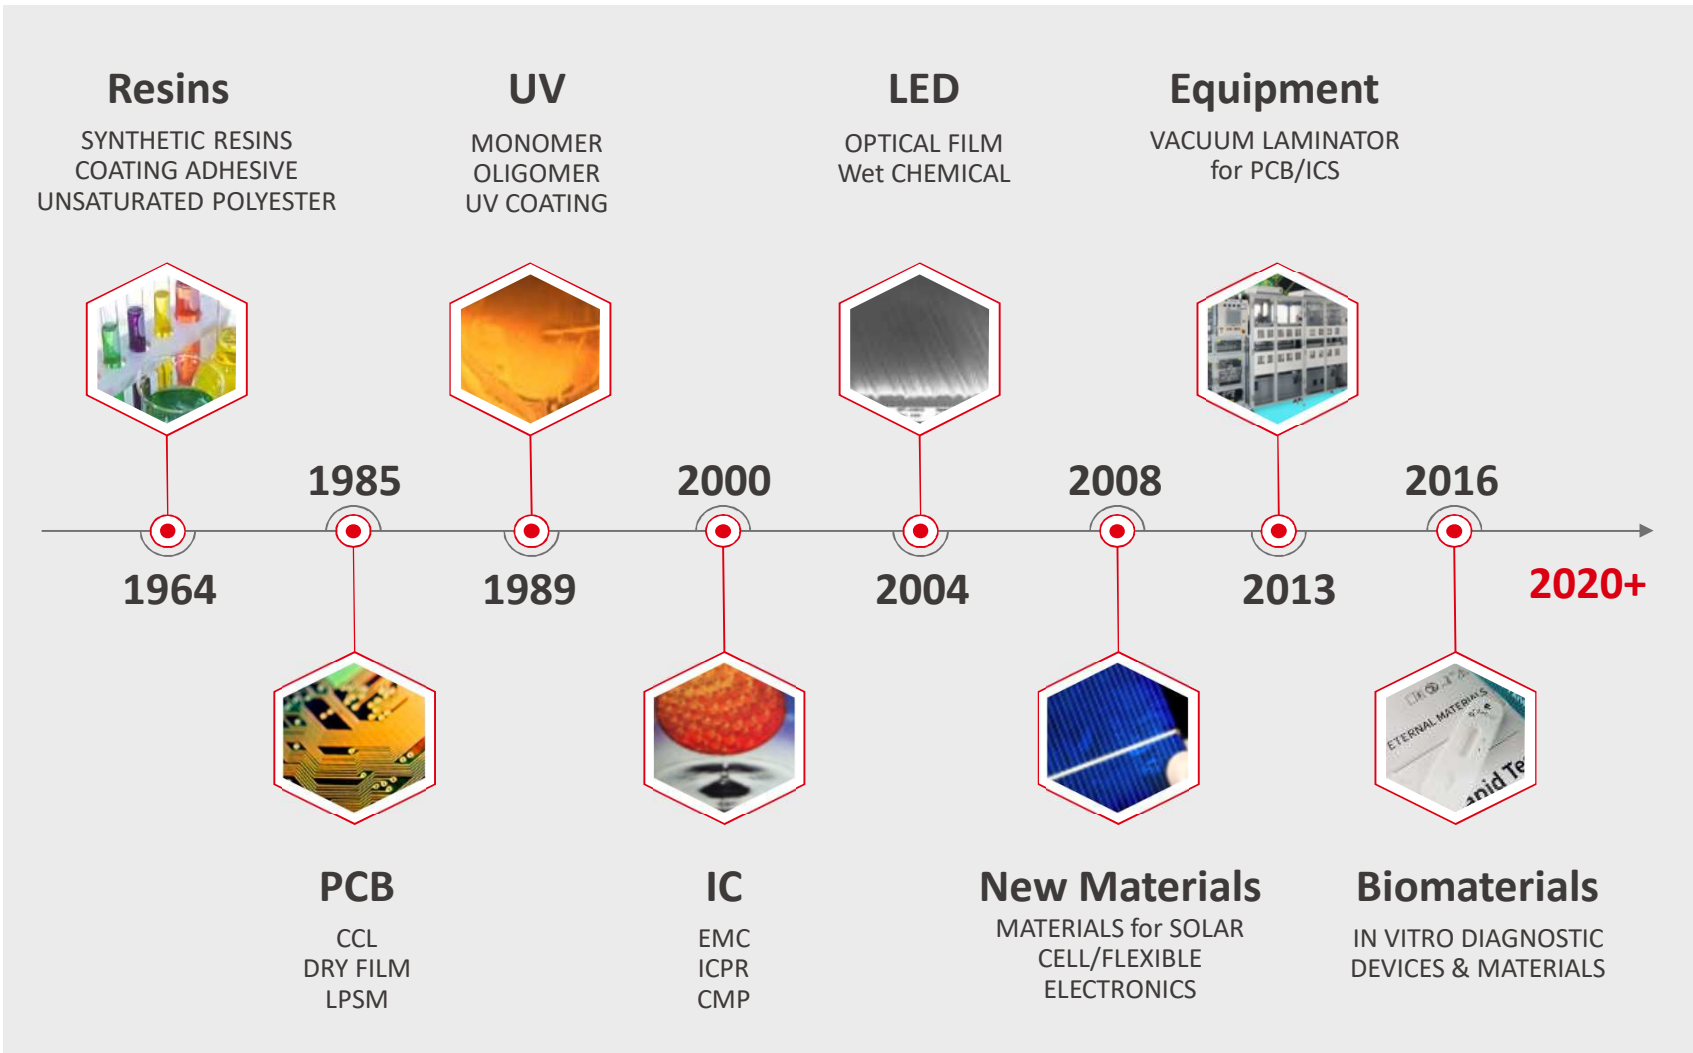 Resins
SYNTHETIC RESINS
COATING ADHESIVE
UNSATURATED POLYESTER
UV
MONOMER
OLIGOMER
UV COATING
LED
OPTICAL FILM
Wet CHEMICAL
Equipment
VACUUM LAMINATOR
for PCB/ICS
1985
2000
2008
2016
1964
1989
2004
2013
2020+
ETERNAL MATERIALS
PCB
CCL
DRY FILM
LPSM
IC
EMC
ICPR
CMP
New Materials
MATERIALS for SOLAR
CELL/FLEXIBLE
ELECTRONICS
Biomaterials
IN VITRO DIAGNOSTIC
DEVICES & MATERIALS